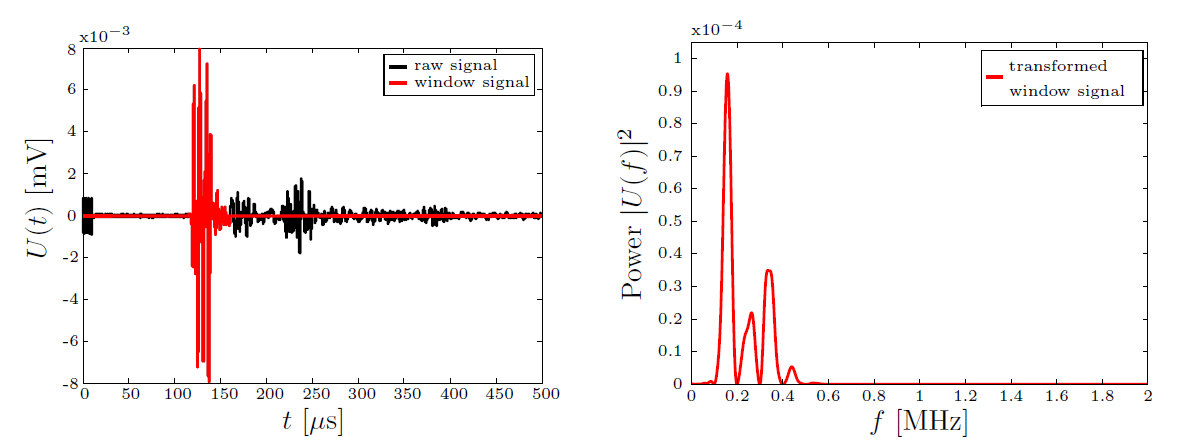 x10−3
8
6
4
2
0
-2
-4
-6
-8
U(t) [mV]
raw signal
window signal
0 50 100 150 200 250 300 350 400 450 500
t [μs]
x10−4
1
0.9
0.8
0.7
0.6
0.5
0.4
0.3
0.2
0.1
0
Power |U(f)|2
transformed
window signal
0 0.2 0.4 0.6 0.8 1 1.2 1.4 1.6 1.8 2
f [MHz]